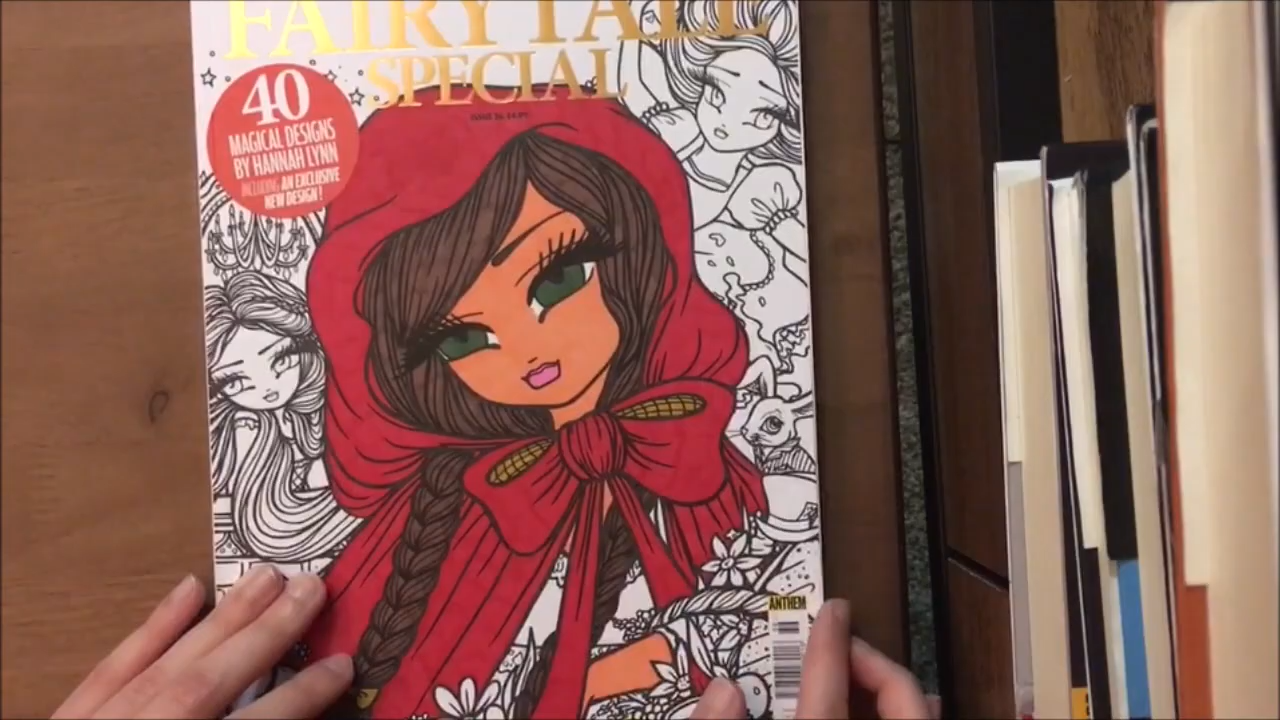 FAIRY TALE
SPECIAL
40
MAGICAL DESIGNS
BY HANNAH LYNN
INCLUDING AN EXCLUSIVE
NEW DESIGN!
ANTHEM